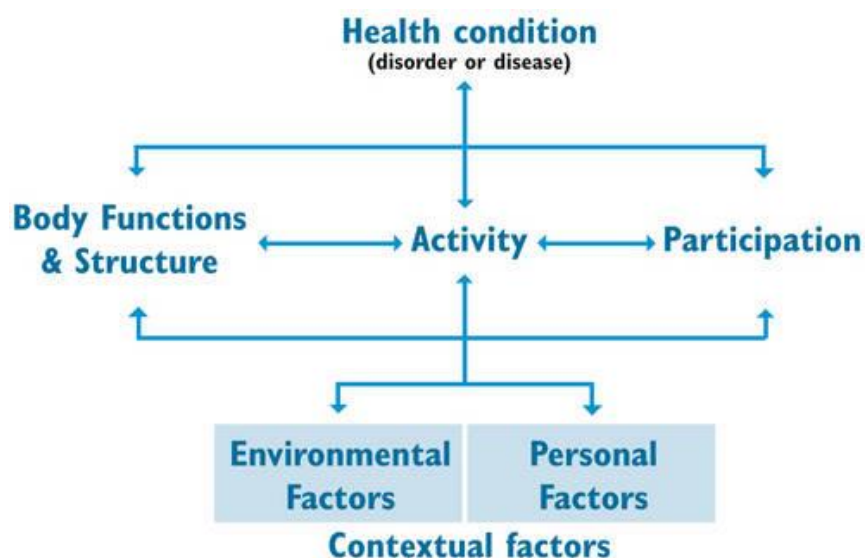 Health condition
(disorder or disease)
Body Functions
& Structure
Activity
Participation
Environmental
Factors
Personal
Factors
Contextual factors